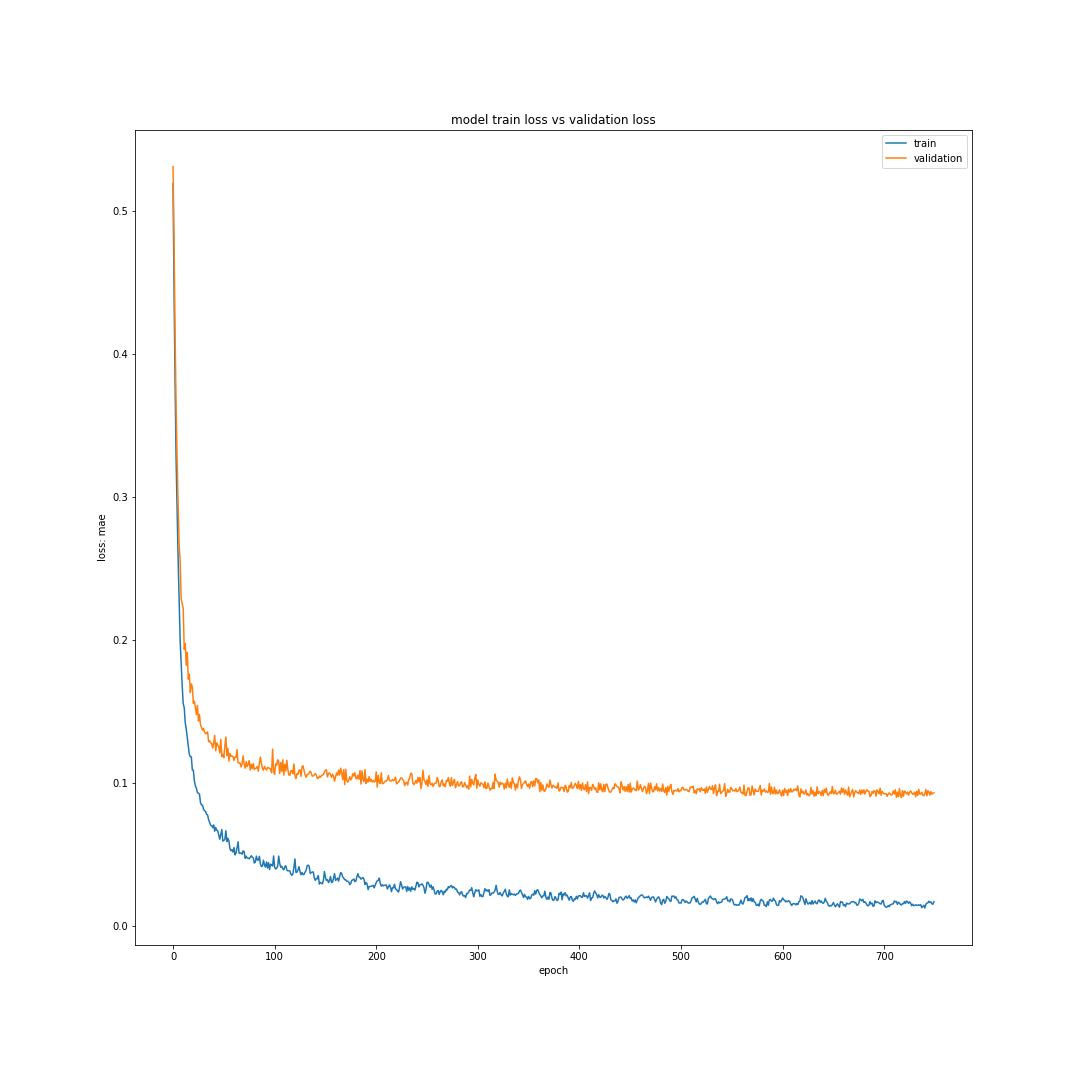 model train loss vs validation loss
train
validation
0.5
0.4
0.3
0.2
0.1
0.0
loss: mae
0 100 200 300 400 500 600 700
epoch